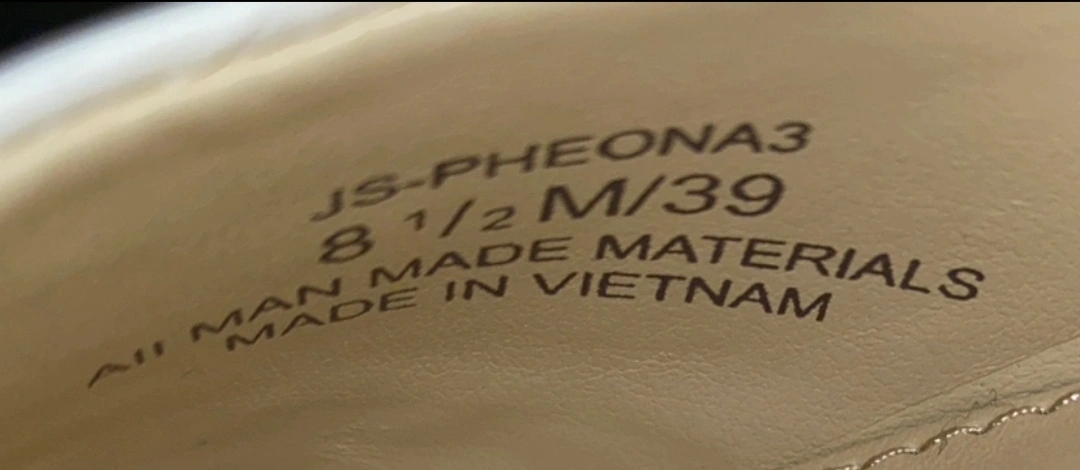 JS-PHEONA3
8 1/2 M/39
All MAN MADE MATERIALS
MADE IN VIETNAM